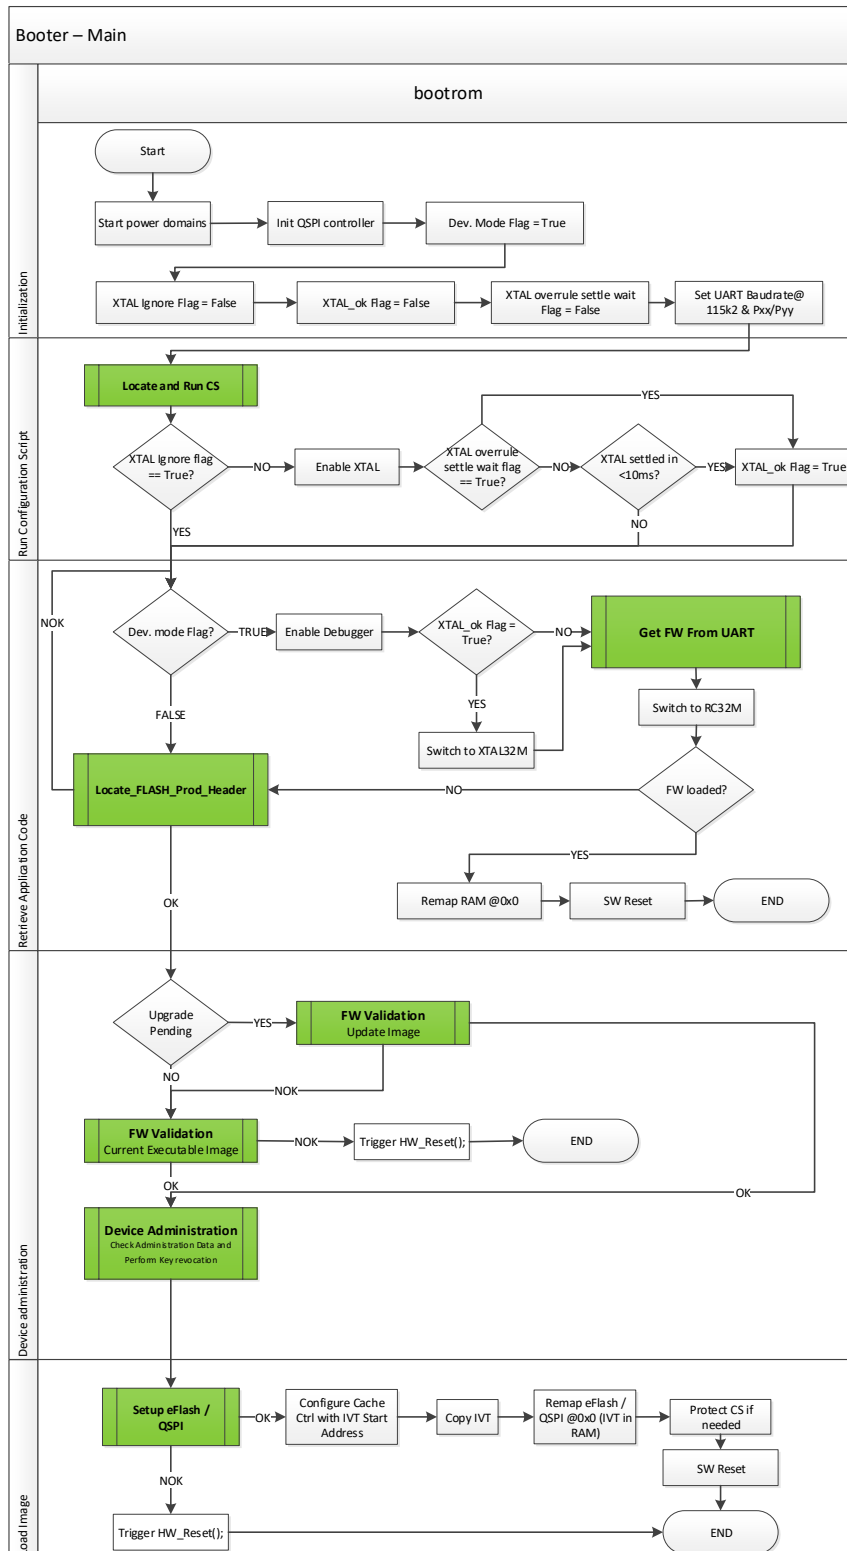 Booter – Main
bootrom
Initialization
Start
Start power domains
Init QSPI controller
Dev. Mode Flag = True
XTAL Ignore Flag = False
XTAL_ok Flag = False
XTAL overrule settle wait
Flag = False
Set UART Baudrate@
115k2 & Pxx/Pyy
Run Configuration Script
Locate and Run CS
XTAL Ignore flag
== True?
NO
Enable XTAL
XTAL overrule
settle wait flag
== True?
YES
NO
XTAL settled in
<10ms?
YES
XTAL_ok Flag = True
NO
YES
Retrieve Application Code
NOK
Dev. mode Flag?
TRUE
Enable Debugger
XTAL_ok Flag =
True?
NO
Get FW From UART
YES
Switch to XTAL32M
Switch to RC32M
FALSE
Locate_FLASH_Prod_Header
NO
FW loaded?
YES
Remap RAM @0x0
SW Reset
END
OK
Device administration
Upgrade
Pending
YES
FW Validation
Update Image
NO
NOK
FW Validation
Current Executable Image
NOK
Trigger HW_Reset();
END
OK
OK
Device Administration
Check Administration Data and
Perform Key revocation
Load Image
Setup eFlash /
QSPI
OK
Configure Cache
Ctrl with IVT Start
Address
Copy IVT
Remap eFlash /
QSPI @0x0 (IVT in
RAM)
Protect CS if
needed
SW Reset
NOK
Trigger HW_Reset();
END